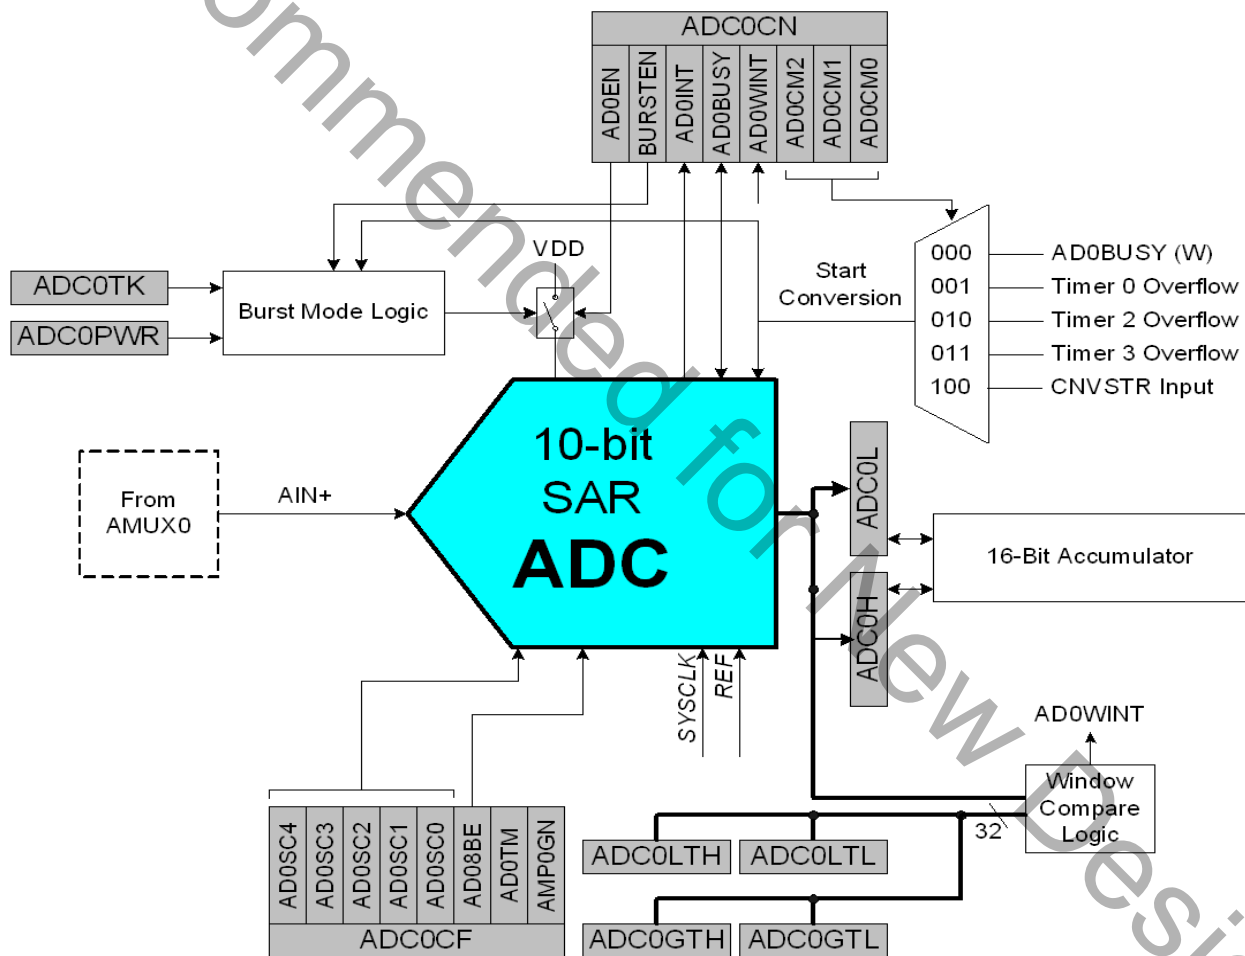 ADC0CN
AD0EN
BURSTEN
AD0INT
AD0BUSY
AD0WINT
AD0CM2
AD0CM1
AD0CM0
VDD
ADC0TK
ADC0PWR
Burst Mode Logic
Start
Conversion
000
001
010
011
100
AD0BUSY (W)
Timer 0 Overflow
Timer 2 Overflow
Timer 3 Overflow
CNVSTR Input
From
AMUX0
AIN+
10-bit
SAR
ADC
ADC0L
ADC0H
16-Bit Accumulator
SYSCLK
REF
AD0WINT
Window
Compare
Logic
32
AD0SC4
AD0SC3
AD0SC2
AD0SC1
AD0SC0
AD08BE
AD0TM
AMP0GN
ADC0CF
ADC0LTH
ADC0LTL
ADC0GTH
ADC0GTL
ommended for New Desi